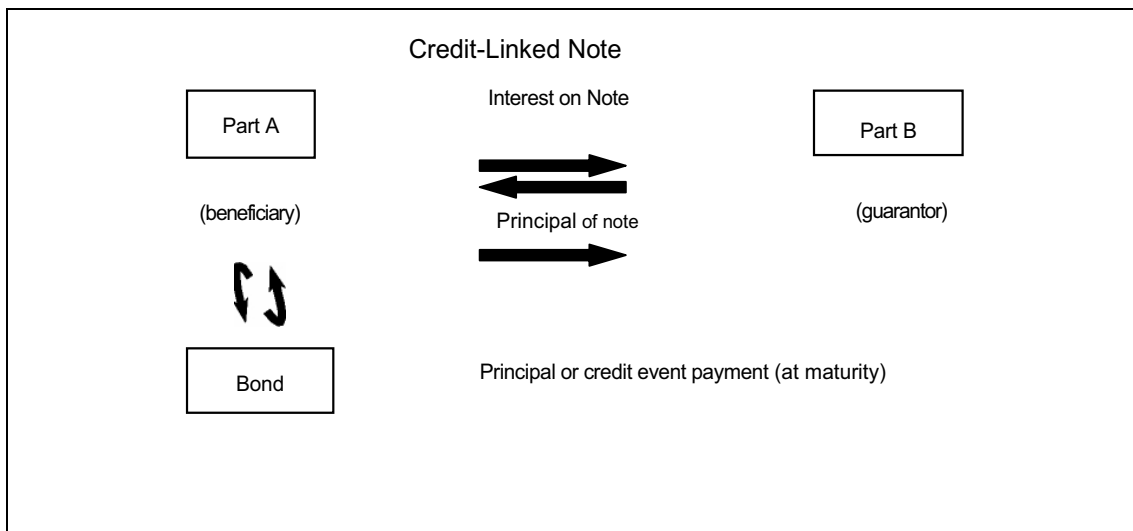 Credit-Linked Note
Interest on Note
Part A
Part B
(beneficiary)
Principal of note
(guarantor)
Bond
Principal or credit event payment (at maturity)